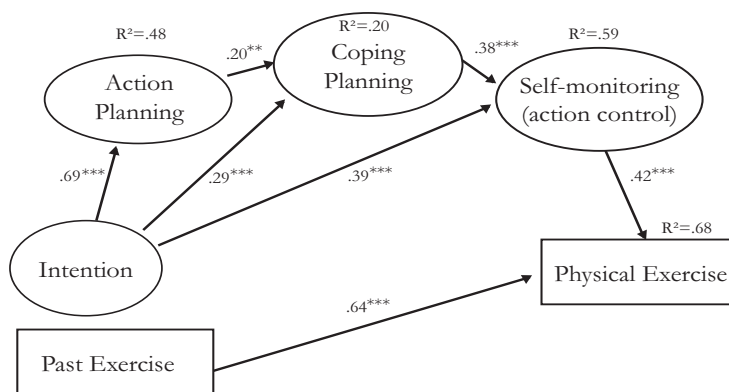 R²=.48
R²=.20
R²=.59
.20**
Coping
Planning
.38***
Action
Planning
Self-monitoring
(action control)
.69***
.29***
.39***
.42***
R²=.68
Intention
Physical Exercise
.64***
Past Exercise